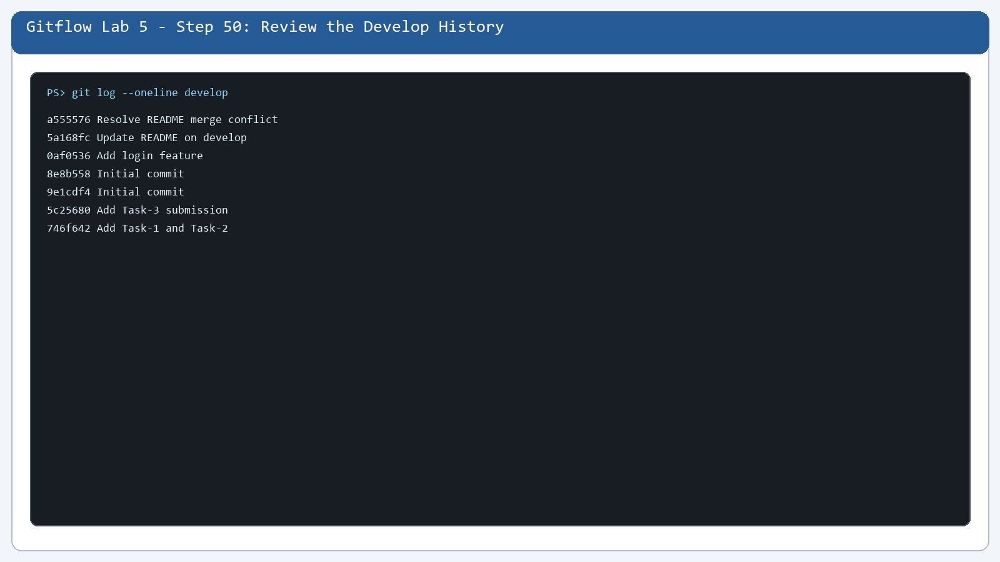 Gitflow Lab 5 - Step 50: Review the Develop History
PS> git log --oneline develop
a555576 Resolve README merge conflict
5a168fc Update README on develop
0af0536 Add login feature
8e8b558 Initial commit
9e1cdf4 Initial commit
5c25680 Add Task-3 submission
746f642 Add Task-1 and Task-2